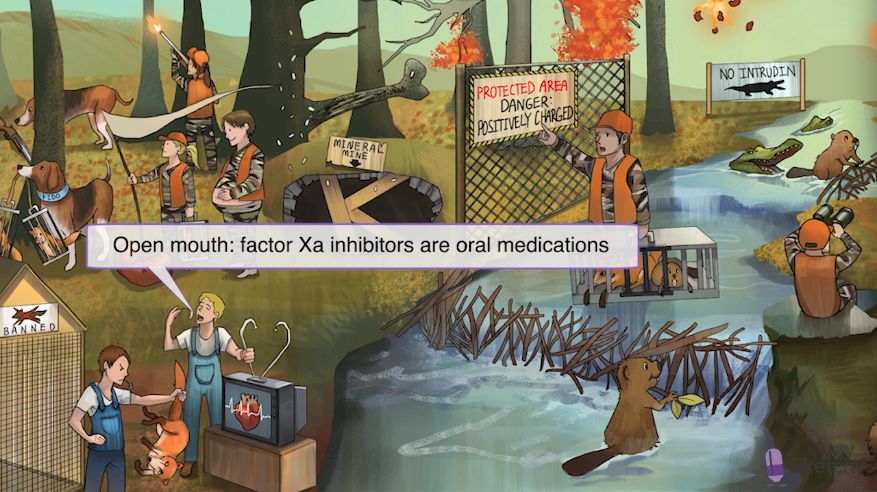 PROTECTED AREA
DANGER:
POSITIVELY CHARGED
NO INTRUDIN
MINERAL
MINE
FIDO
Open mouth: factor Xa inhibitors are oral medications
BANNED